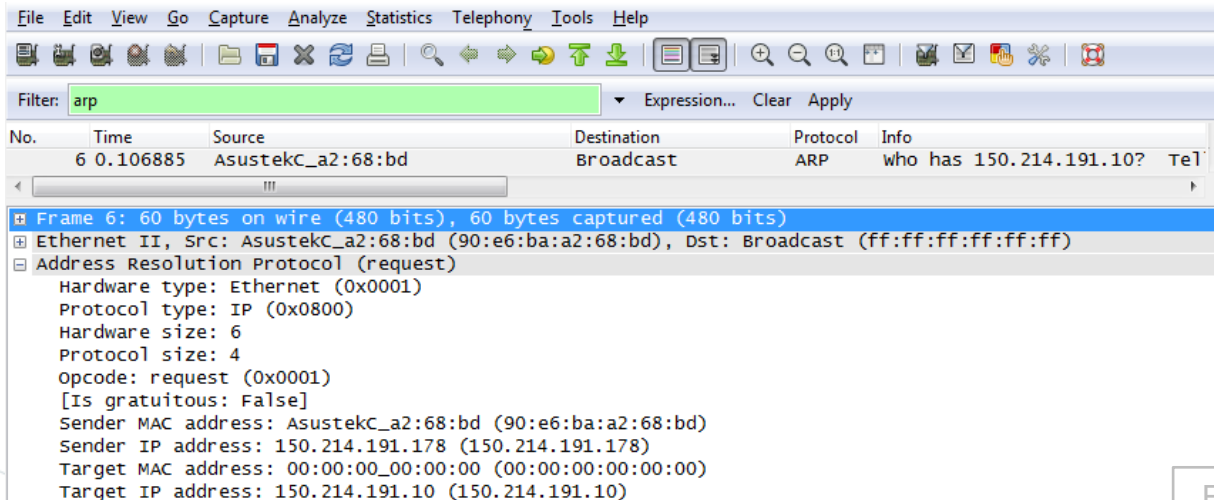 File Edit View Go Capture Analyze Statistics Telephony Tools Help
Filter: arp Expression... Clear Apply
No. Time Source Destination Protocol Info
6 0.106885 AsustekC_a2:68:bd Broadcast ARP who has 150.214.191.10? Tel
Frame 6: 60 bytes on wire (480 bits), 60 bytes captured (480 bits)
Ethernet II, Src: AsustekC_a2:68:bd (90:e6:ba:a2:68:bd), Dst: Broadcast (ff:ff:ff:ff:ff:ff)
Address Resolution Protocol (request)
Hardware type: Ethernet (0x0001)
Protocol type: IP (0x0800)
Hardware size: 6
Protocol size: 4
Opcode: request (0x0001)
[Is gratuitous: False]
Sender MAC address: AsustekC_a2:68:bd (90:e6:ba:a2:68:bd)
Sender IP address: 150.214.191.178 (150.214.191.178)
Target MAC address: 00:00:00_00:00:00 (00:00:00:00:00:00)
Target IP address: 150.214.191.10 (150.214.191.10)